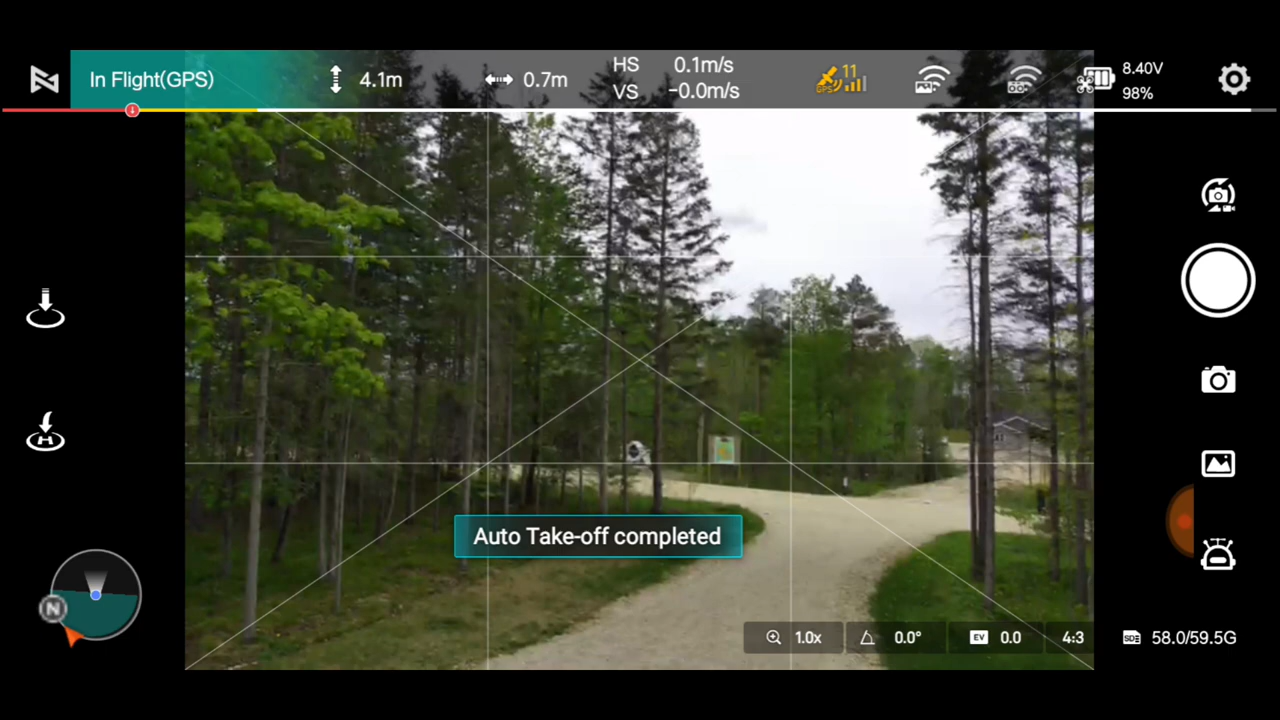 In Flight(GPS)
4.1m
0.7m
HS 0.1m/s
VS -0.0m/s
GPS
11
8.40V
98%
H
Auto Take-off completed
N
1.0x
0.0°
EV 0.0
4:3
58.0/59.5G